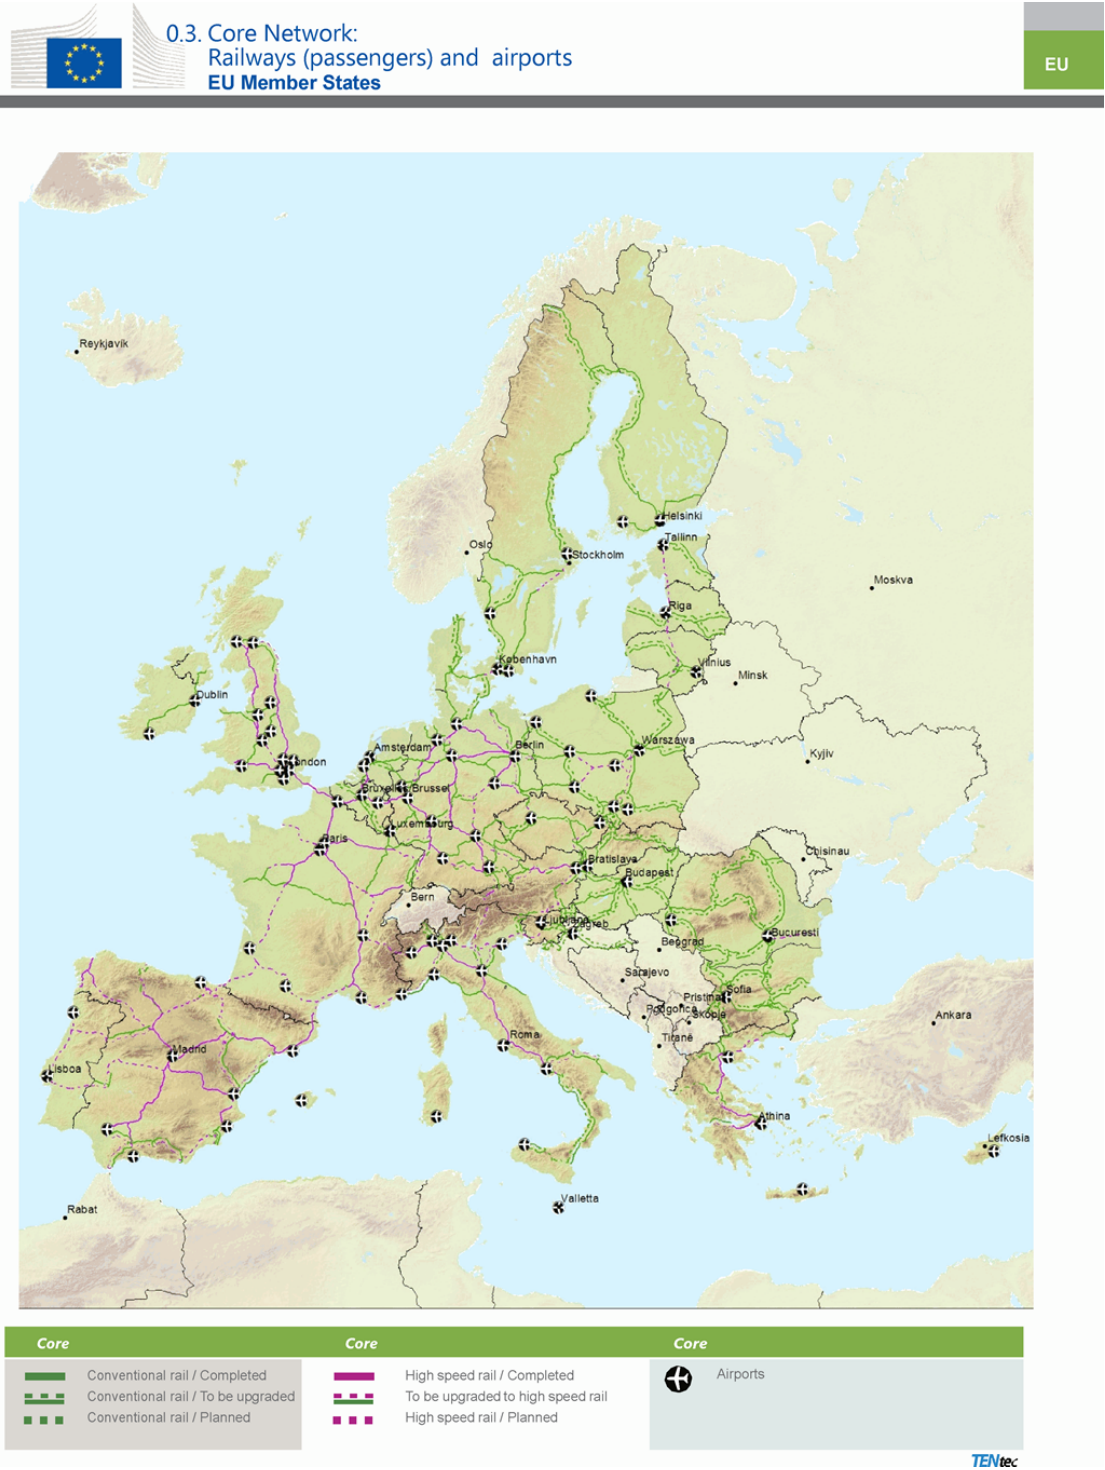 0.3. Core Network:
Railways (passengers) and airports
EU Member States
EU
Reykjavík
Helsinki
Oslo
Tallinn
Stockholm
Moskva
Riga
København
Vilnius
Minsk
Dublin
Warszawa
Amsterdam
Berlin
Kyjiv
London
Bruxelles/Brussel
Luxembourg
Paris
Chisinau
Bratislava
Budapest
Bern
Ljubljana
Zagreb
Bucuresti
Beograd
Sarajevo
Sofia
Pristina
Podgorica
Skopje
Ankara
Roma
Tiranë
Madrid
Lisboa
Athina
Lefkosia
Valletta
Rabat
Core
Conventional rail / Completed
Conventional rail / To be upgraded
Conventional rail / Planned
Core
High speed rail / Completed
To be upgraded to high speed rail
High speed rail / Planned
Core
Airports
TENtec